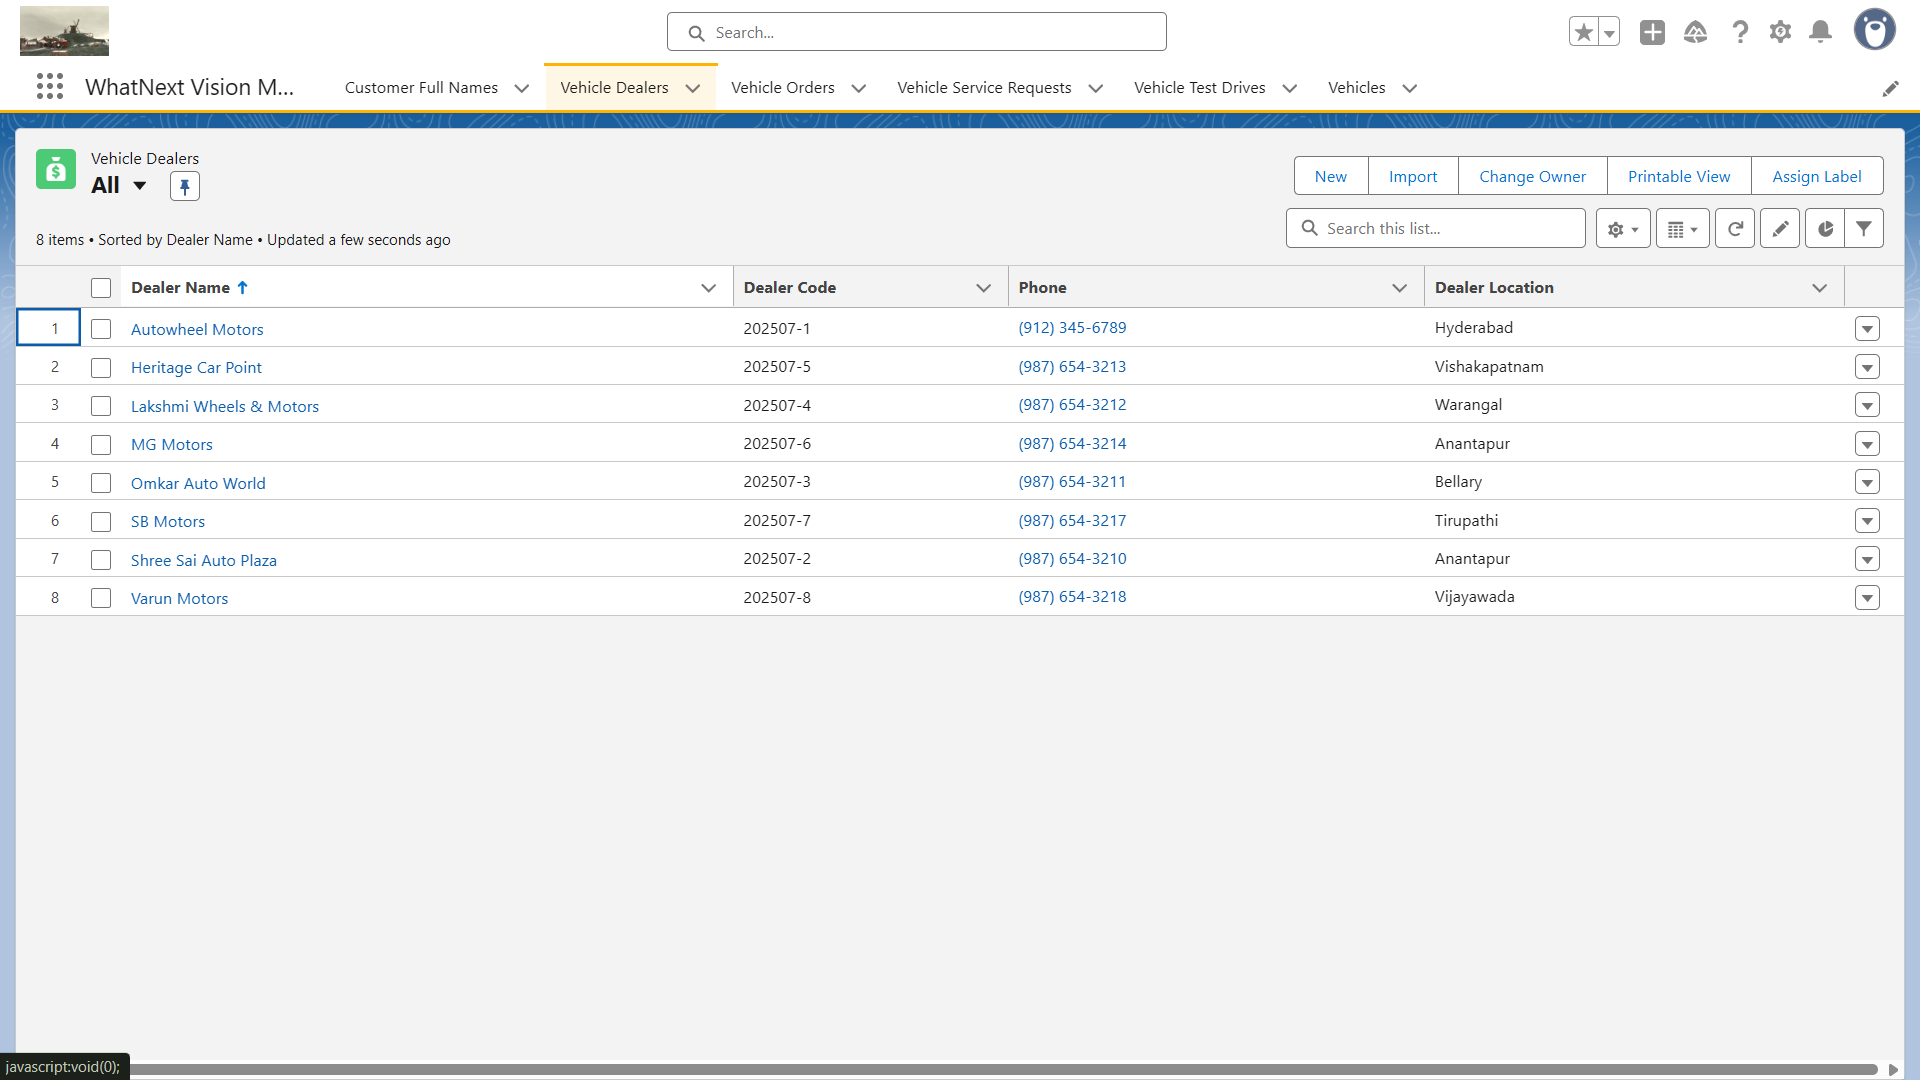 Search...
WhatNext Vision M...
Customer Full Names
Vehicle Dealers
Vehicle Orders
Vehicle Service Requests
Vehicle Test Drives
Vehicles
Vehicle Dealers
All
New
Import
Change Owner
Printable View
Assign Label
8 items • Sorted by Dealer Name • Updated a few seconds ago
Search this list...
Dealer Name Dealer Code Phone Dealer Location
1 Autowheel Motors 202507-1 (912) 345-6789 Hyderabad
2 Heritage Car Point 202507-5 (987) 654-3213 Vishakapatnam
3 Lakshmi Wheels & Motors 202507-4 (987) 654-3212 Warangal
4 MG Motors 202507-6 (987) 654-3214 Anantapur
5 Omkar Auto World 202507-3 (987) 654-3211 Bellary
6 SB Motors 202507-7 (987) 654-3217 Tirupathi
7 Shree Sai Auto Plaza 202507-2 (987) 654-3210 Anantapur
8 Varun Motors 202507-8 (987) 654-3218 Vijayawada
javascript:void(0);